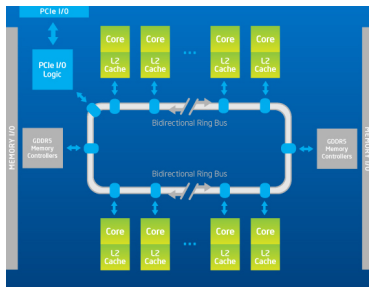 PCIe I/O
PCIe I/O
Logic
Core
L2
Cache
Core
L2
Cache
...
Core
L2
Cache
Core
L2
Cache
Bidirectional Ring Bus
MEMORY I/O
GDDR5
Memory
Controllers
GDDR5
Memory
Controllers
MEMORY I/O
Bidirectional Ring Bus
Core
L2
Cache
Core
L2
Cache
...
Core
L2
Cache
Core
L2
Cache